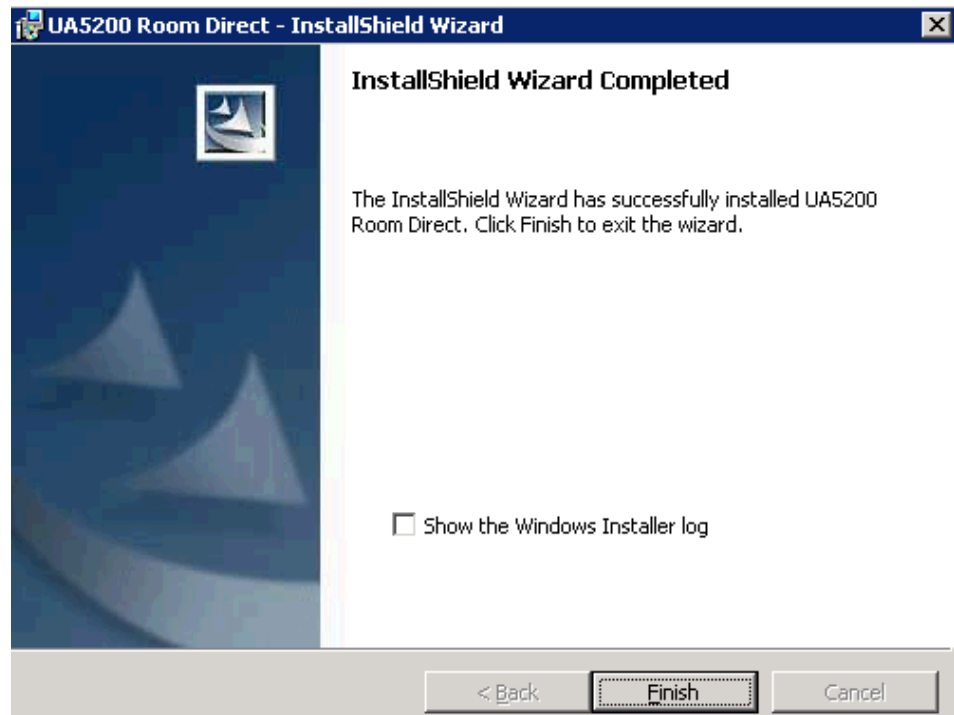 UA5200 Room Direct - InstallShield Wizard
InstallShield Wizard Completed
The InstallShield Wizard has successfully installed UA5200
Room Direct. Click Finish to exit the wizard.
Show the Windows Installer log
< Back
Finish
Cancel